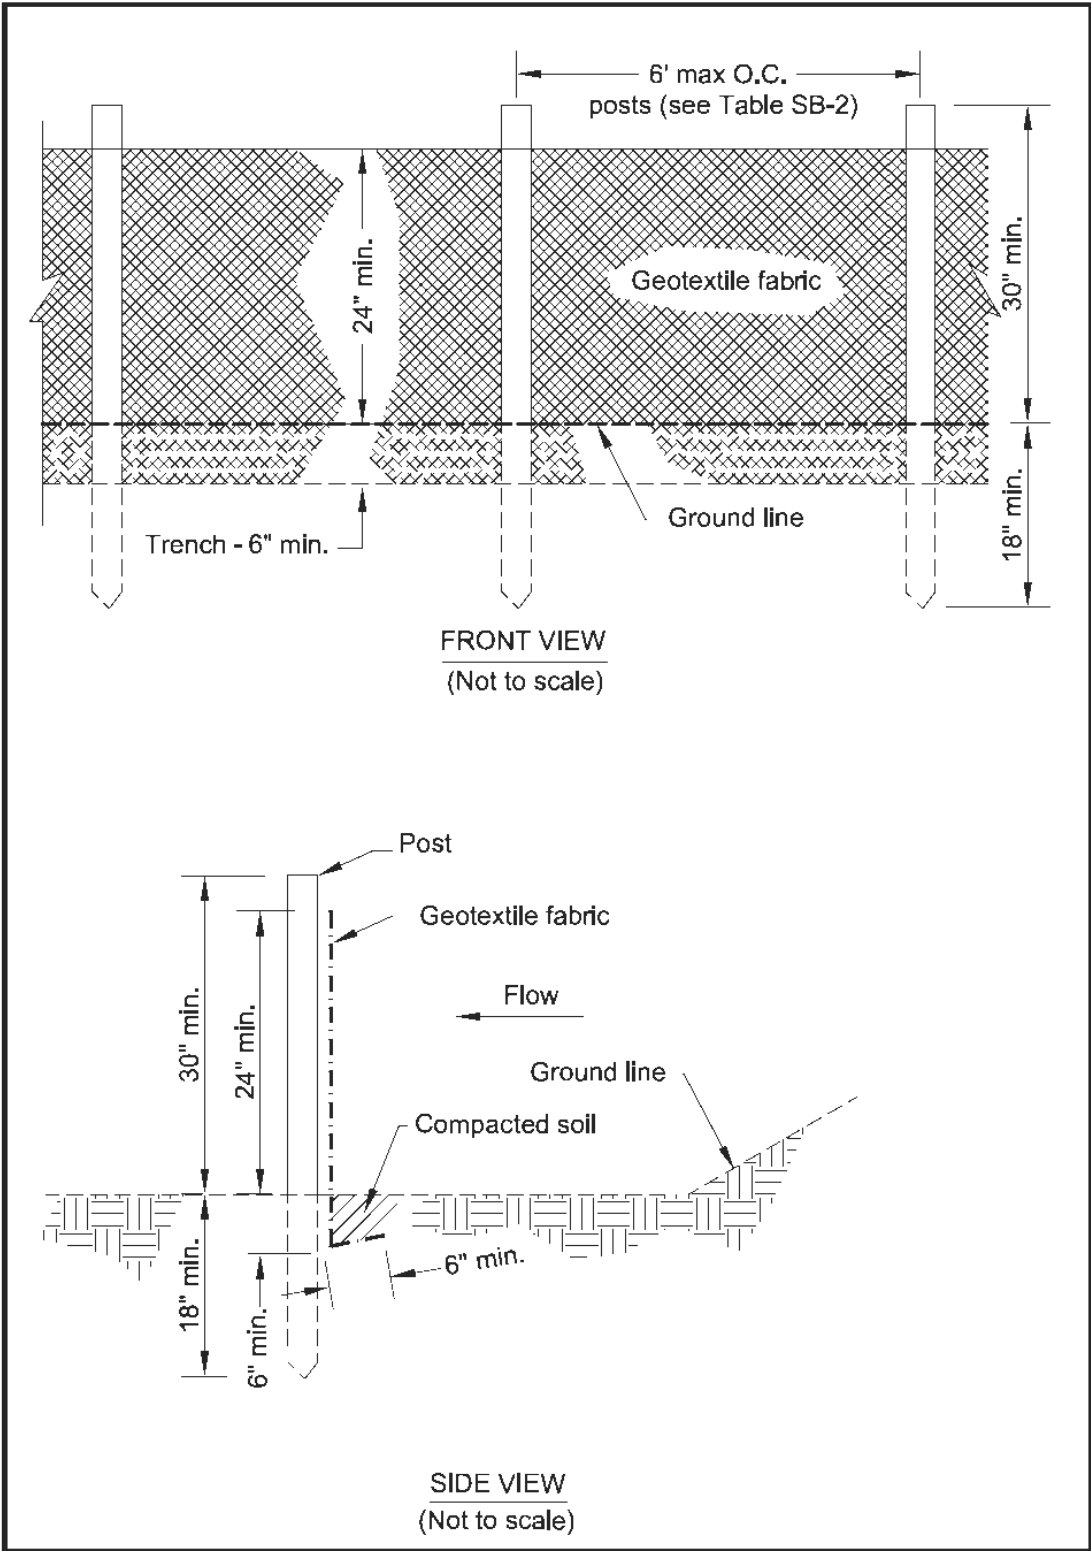 6' max O.C.
posts (see Table SB-2)
24" min.
Geotextile fabric
30" min.
18" min.
Ground line
Trench - 6" min.
FRONT VIEW
(Not to scale)
Post
Geotextile fabric
Flow
30" min.
24" min.
Ground line
Compacted soil
6" min.
18" min.
6" min.
SIDE VIEW
(Not to scale)